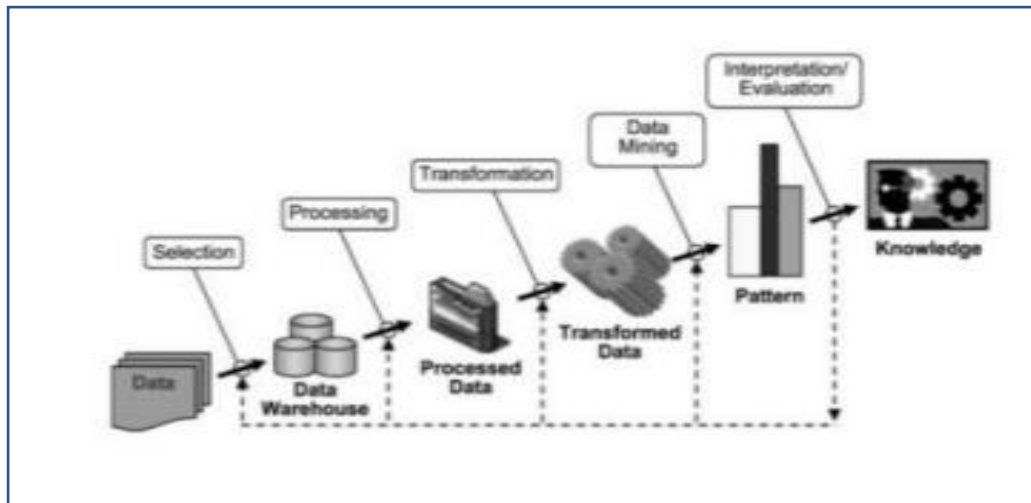 Interpretation/
Evaluation
Data
Mining
Transformation
Processing
Selection
Knowledge
Pattern
Transformed
Data
Processed
Data
Data
Warehouse
Data